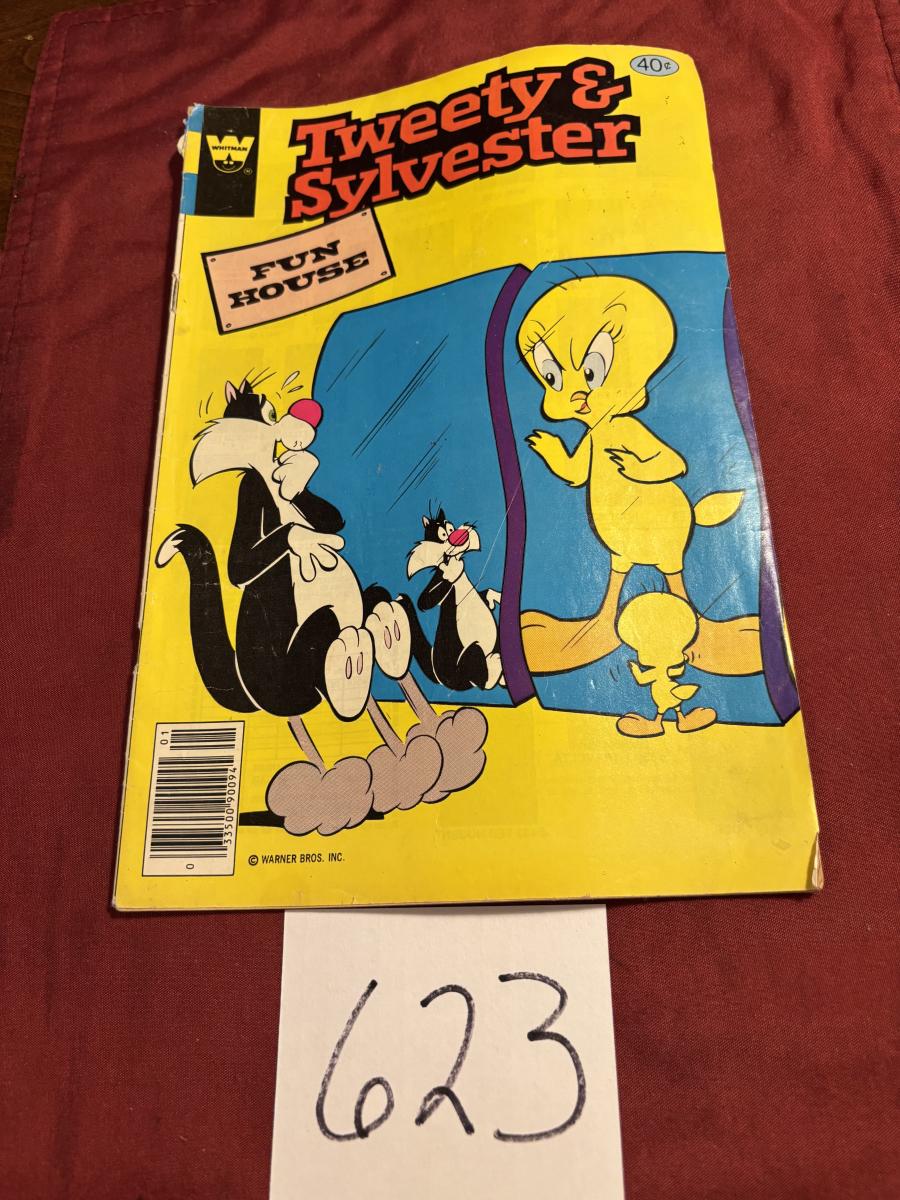 40¢
WHITMAN
®
Tweety &
Sylvester
FUN
HOUSE
01
33500 90094
0
© WARNER BROS. INC.
623